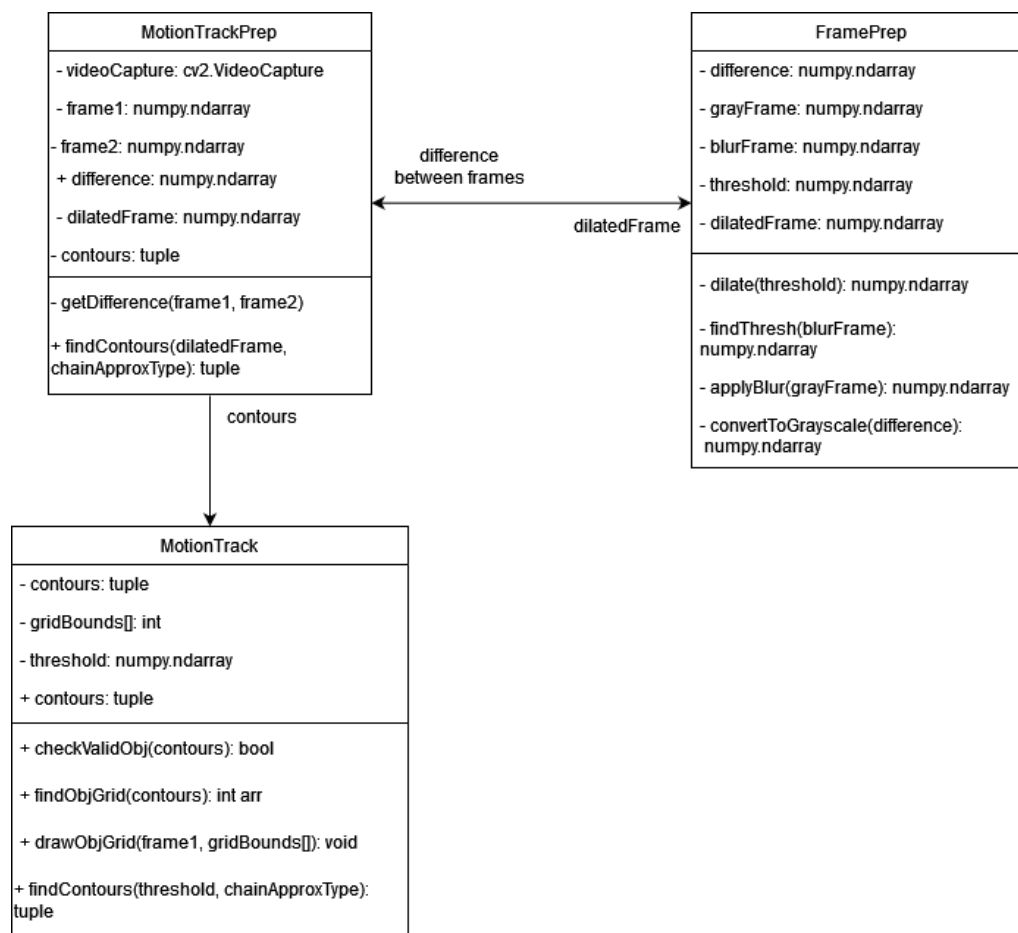 MotionTrackPrep
- videoCapture: cv2.VideoCapture
- frame1: numpy.ndarray
- frame2: numpy.ndarray
+ difference: numpy.ndarray
- dilatedFrame: numpy.ndarray
- contours: tuple
- getDifference(frame1, frame2)
+ findContours(dilatedFrame,
chainApproxType): tuple
difference
between frames
dilatedFrame
FramePrep
- difference: numpy.ndarray
- grayFrame: numpy.ndarray
- blurFrame: numpy.ndarray
- threshold: numpy.ndarray
- dilatedFrame: numpy.ndarray
- dilate(threshold): numpy.ndarray
- findThresh(blurFrame):
numpy.ndarray
- applyBlur(grayFrame): numpy.ndarray
- convertToGrayscale(difference):
numpy.ndarray
contours
MotionTrack
- contours: tuple
- gridBounds[]: int
- threshold: numpy.ndarray
+ contours: tuple
+ checkValidObj(contours): bool
+ findObjGrid(contours): int arr
+ drawObjGrid(frame1, gridBounds[]): void
+ findContours(threshold, chainApproxType):
tuple